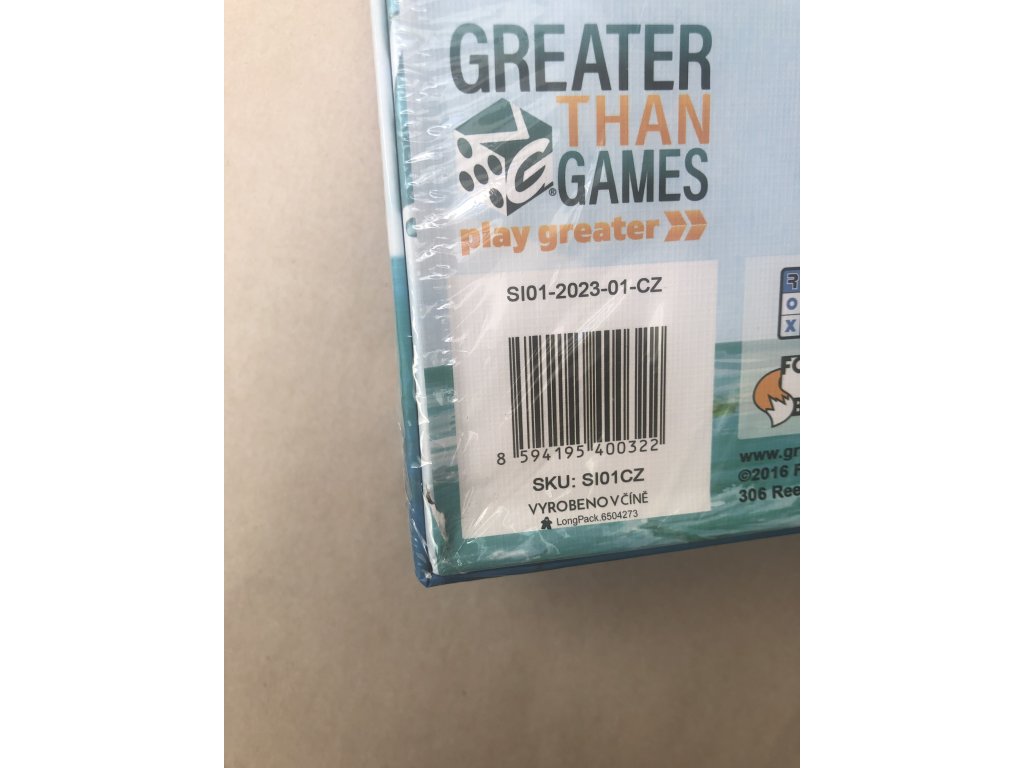 GREATER
THAN
GAMES
G®
play greater
SI01-2023-01-CZ
8 594195 400322
SKU: SI01CZ
VYROBENO V ČÍNĚ
LongPack.6504273
O
X
FO
www.gr
©2016 F
306 Ree